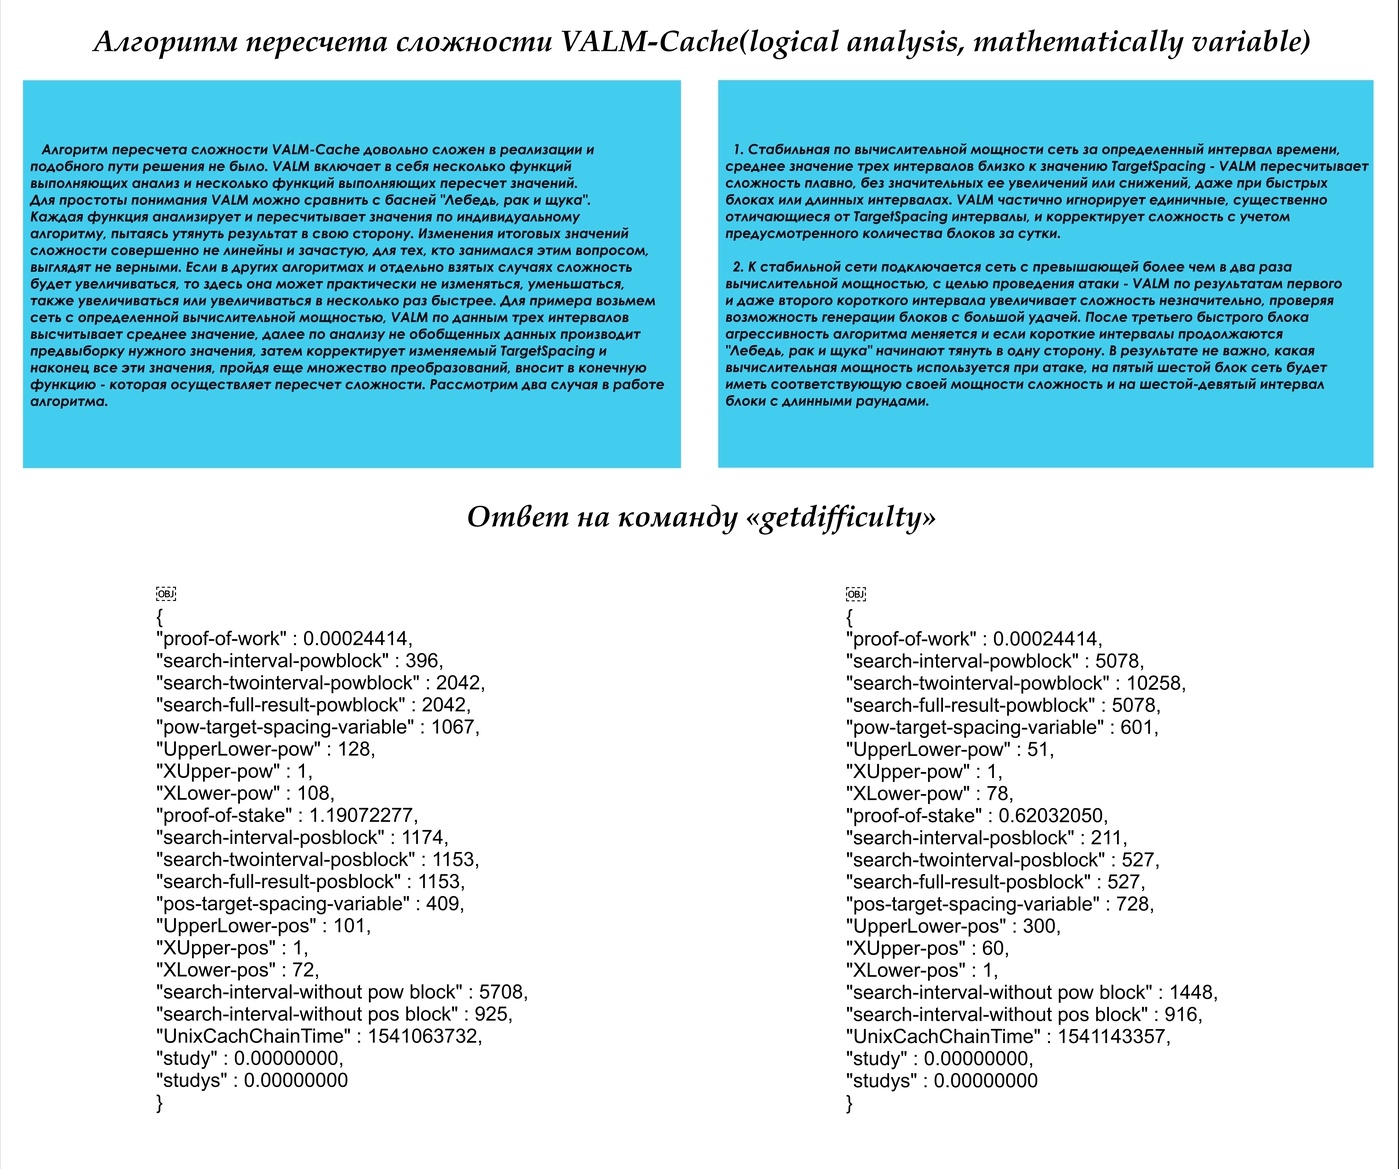 Алгоритм пересчета сложности VALM-Cache(logical analysis, mathematically variable)
Алгоритм пересчета сложности VALM-Cache довольно сложен в реализации и
подобного пути решения не было. VALM включает в себя несколько функций
выполняющих анализ и несколько функций выполняющих пересчет значений.
Для простоты понимания VALM можно сравнить с басней "Лебедь, рак и щука".
Каждая функция анализирует и пересчитывает значения по индивидуальному
алгоритму, пытаясь утянуть результат в свою сторону. Изменения итоговых значений
сложности совершенно не линейны и зачастую, для тех, кто занимался этим вопросом,
выглядят не верными. Если в других алгоритмах и отдельно взятых случаях сложность
будет увеличиваться, то здесь она может практически не изменяться, уменьшаться,
также увеличиваться или увеличиваться в несколько раз быстрее. Для примера возьмем
сеть с определенной вычислительной мощностью, VALM по данным трех интервалов
высчитывает среднее значение, далее по анализу не обобщенных данных производит
предвыборку нужного значения, затем корректирует изменяемый TargetSpacing и
наконец все эти значения, пройдя еще множество преобразований, вносит в конечную
функцию - которая осуществляет пересчет сложности. Рассмотрим два случая в работе
алгоритма.
1. Стабильная по вычислительной мощности сеть за определенный интервал времени,
среднее значение трех интервалов близко к значению TargetSpacing - VALM пересчитывает
сложность плавно, без значительных ее увеличений или снижений, даже при быстрых
блоках или длинных интервалах. VALM частично игнорирует единичные, существенно
отличающиеся от TargetSpacing интервалы, и корректирует сложность с учетом
предусмотренного количества блоков за сутки.
2. К стабильной сети подключается сеть с превышающей более чем в два раза
вычислительной мощностью, с целью проведения атаки - VALM по результатам первого
и даже второго короткого интервала увеличивает сложность незначительно, проверяя
возможность генерации блоков с большой удачей. После третьего быстрого блока
агрессивность алгоритма меняется и если короткие интервалы продолжаются
"Лебедь, рак и щука" начинают тянуть в одну сторону. В результате не важно, какая
вычислительная мощность используется при атаке, на пятый шестой блок сеть будет
иметь соответствующую своей мощности сложность и на шестой-девятый интервал
блоки с длинными раундами.
Ответ на команду «getdifficulty»
OBJ
{
"proof-of-work" : 0.00024414,
"search-interval-powblock" : 396,
"search-twointerval-powblock" : 2042,
"search-full-result-powblock" : 2042,
"pow-target-spacing-variable" : 1067,
"UpperLower-pow" : 128,
"XUpper-pow" : 1,
"XLower-pow" : 108,
"proof-of-stake" : 1.19072277,
"search-interval-posblock" : 1174,
"search-twointerval-posblock" : 1153,
"search-full-result-posblock" : 1153,
"pos-target-spacing-variable" : 409,
"UpperLower-pos" : 101,
"XUpper-pos" : 1,
"XLower-pos" : 72,
"search-interval-without pow block" : 5708,
"search-interval-without pos block" : 925,
"UnixCachChainTime" : 1541063732,
"study" : 0.00000000,
"studys" : 0.00000000
}
OBJ
{
"proof-of-work" : 0.00024414,
"search-interval-powblock" : 5078,
"search-twointerval-powblock" : 10258,
"search-full-result-powblock" : 5078,
"pow-target-spacing-variable" : 601,
"UpperLower-pow" : 51,
"XUpper-pow" : 1,
"XLower-pow" : 78,
"proof-of-stake" : 0.62032050,
"search-interval-posblock" : 211,
"search-twointerval-posblock" : 527,
"search-full-result-posblock" : 527,
"pos-target-spacing-variable" : 728,
"UpperLower-pos" : 300,
"XUpper-pos" : 60,
"XLower-pos" : 1,
"search-interval-without pow block" : 1448,
"search-interval-without pos block" : 916,
"UnixCachChainTime" : 1541143357,
"study" : 0.00000000,
"studys" : 0.00000000
}